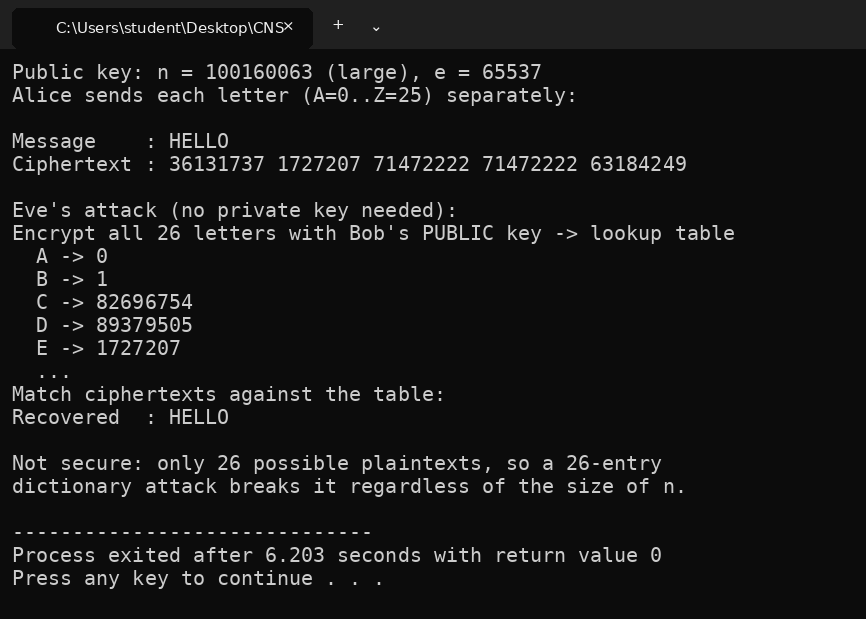 C:\Users\student\Desktop\CNS × + ⌄
Public key: n = 100160063 (large), e = 65537
Alice sends each letter (A=0..Z=25) separately:
Message    : HELLO
Ciphertext : 36131737 1727207 71472222 71472222 63184249
Eve's attack (no private key needed):
Encrypt all 26 letters with Bob's PUBLIC key -> lookup table
  A -> 0
  B -> 1
  C -> 82696754
  D -> 89379505
  E -> 1727207
  ...
Match ciphertexts against the table:
Recovered  : HELLO
Not secure: only 26 possible plaintexts, so a 26-entry
dictionary attack breaks it regardless of the size of n.
------------------------------
Process exited after 6.203 seconds with return value 0
Press any key to continue . . .